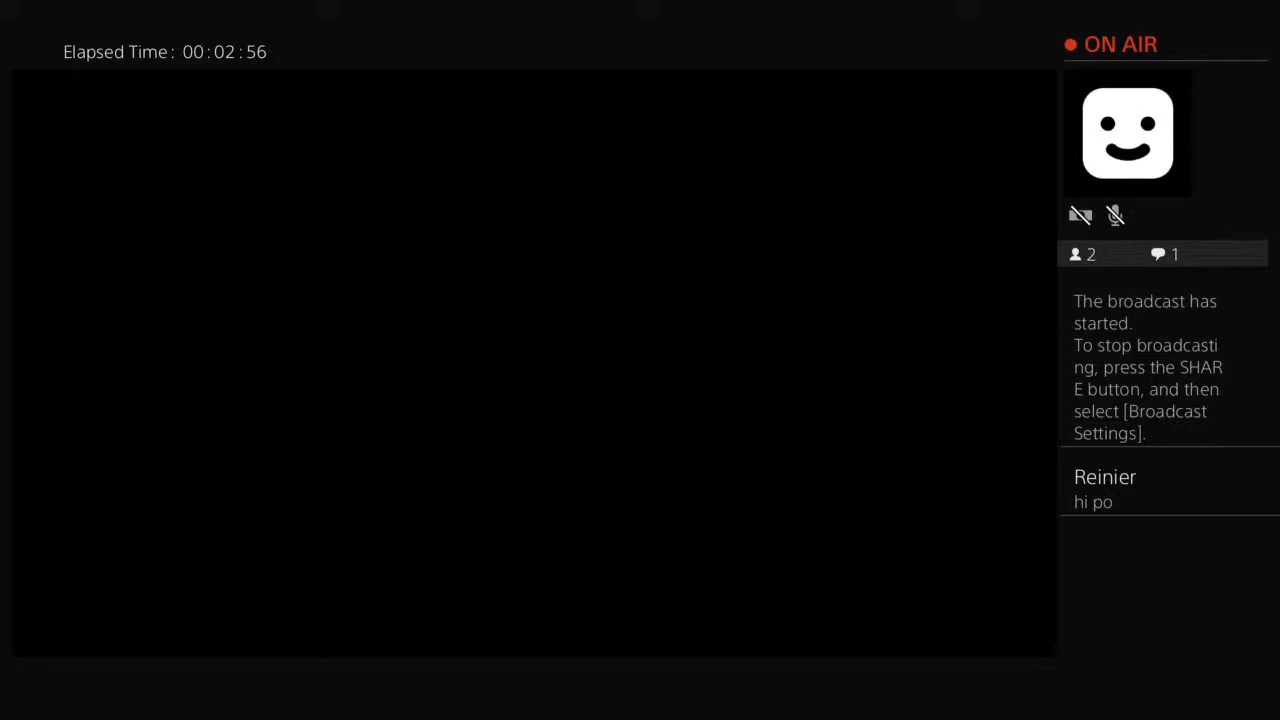 Elapsed Time: 00:02:56
ON AIR
2 1
The broadcast has
started.
To stop broadcasti
ng, press the SHAR
E button, and then
select [Broadcast
Settings].
Reinier
hi po